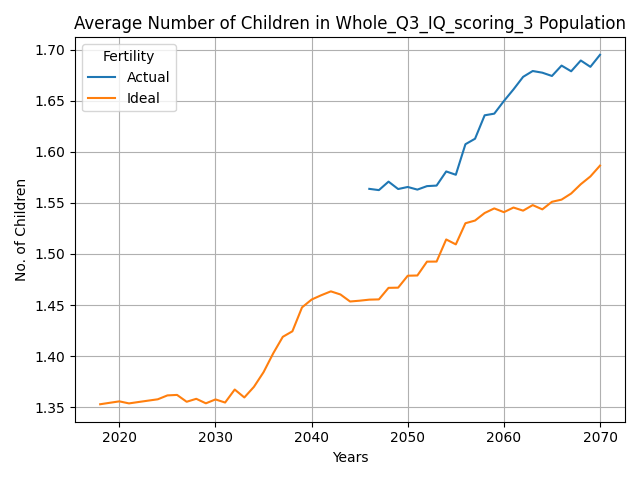 Average Number of Children in Whole_Q3_IQ_scoring_3 Population
Fertility
Actual
Ideal
No. of Children
1.70
1.65
1.60
1.55
1.50
1.45
1.40
1.35
2020 2030 2040 2050 2060 2070
Years